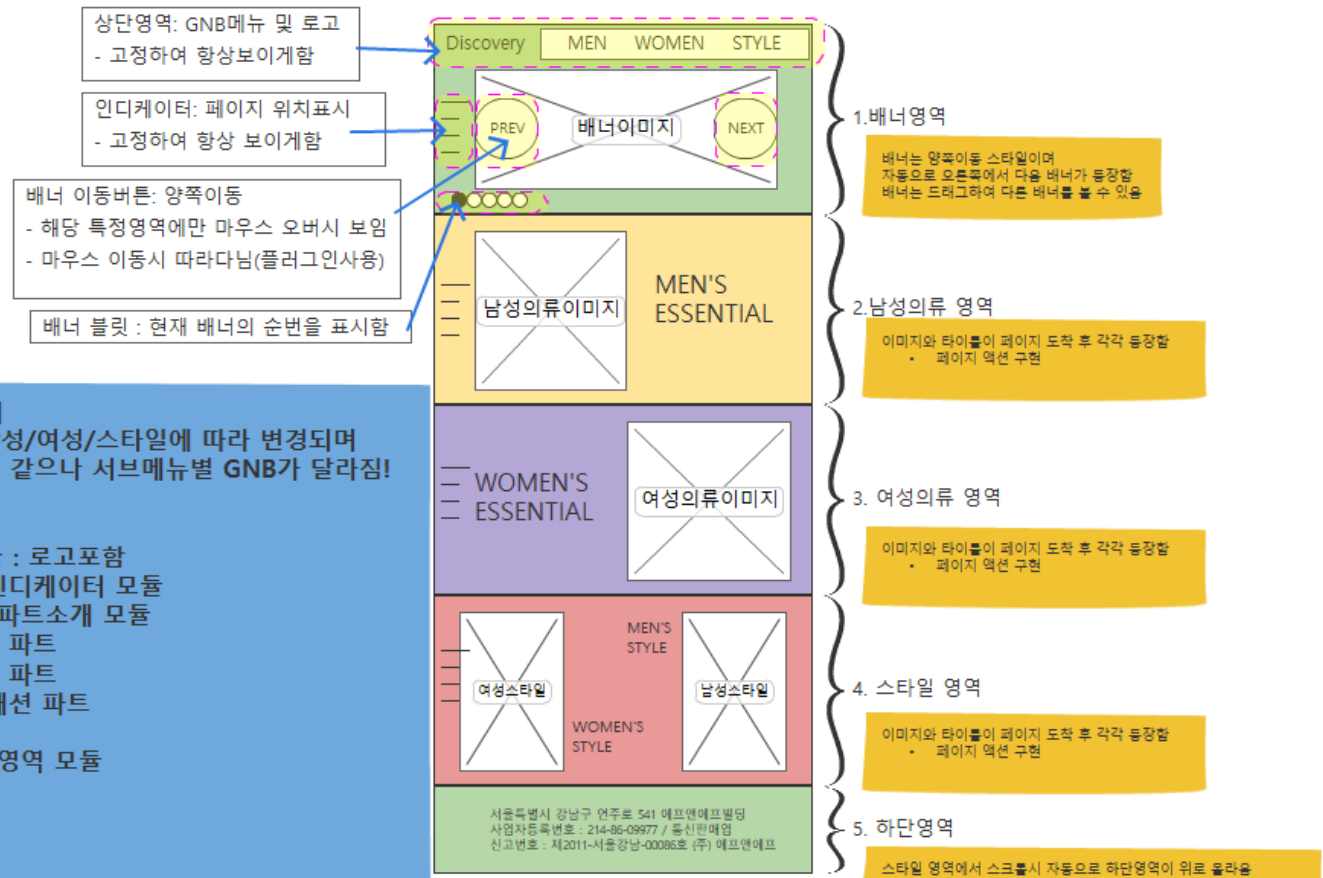 상단영역: GNB메뉴 및 로고
- 고정하여 항상보이게함
인디케이터: 페이지 위치표시
- 고정하여 항상 보이게함
배너 이동버튼: 양쪽이동
- 해당 특정영역에만 마우스 오버시 보임
- 마우스 이동시 따라다님(플러그인사용)
배너 블릿 : 현재 배너의 순번을 표시함
성/여성/스타일에 따라 변경되며
같으나 서브메뉴별 GNB가 달라짐!
: 로고포함
인디케이터 모듈
파트소개 모듈
파트
파트
패션 파트
영역 모듈
Discovery MEN WOMEN STYLE
PREV 배너이미지 NEXT
남성의류이미지
MEN'S
ESSENTIAL
WOMEN'S
ESSENTIAL
여성의류이미지
여성스타일
MEN'S
STYLE
WOMEN'S
STYLE
남성스타일
서울특별시 강남구 언주로 541 에프앤에프빌딩
사업자등록번호 : 214-86-09977 / 통신판매업
신고번호 : 제2011-서울강남-00086호 (주) 에프앤에프
1.배너영역
배너는 양쪽이동 스타일이며
자동으로 오른쪽에서 다음 배너가 등장함
배너는 드래그하여 다른 배너를 볼 수 있음
2.남성의류 영역
이미지와 타이틀이 페이지 도착 후 각각 등장함
• 페이지 액션 구현
3. 여성의류 영역
이미지와 타이틀이 페이지 도착 후 각각 등장함
• 페이지 액션 구현
4. 스타일 영역
이미지와 타이틀이 페이지 도착 후 각각 등장함
• 페이지 액션 구현
5. 하단영역
스타일 영역에서 스크롤시 자동으로 하단영역이 위로 올라옴